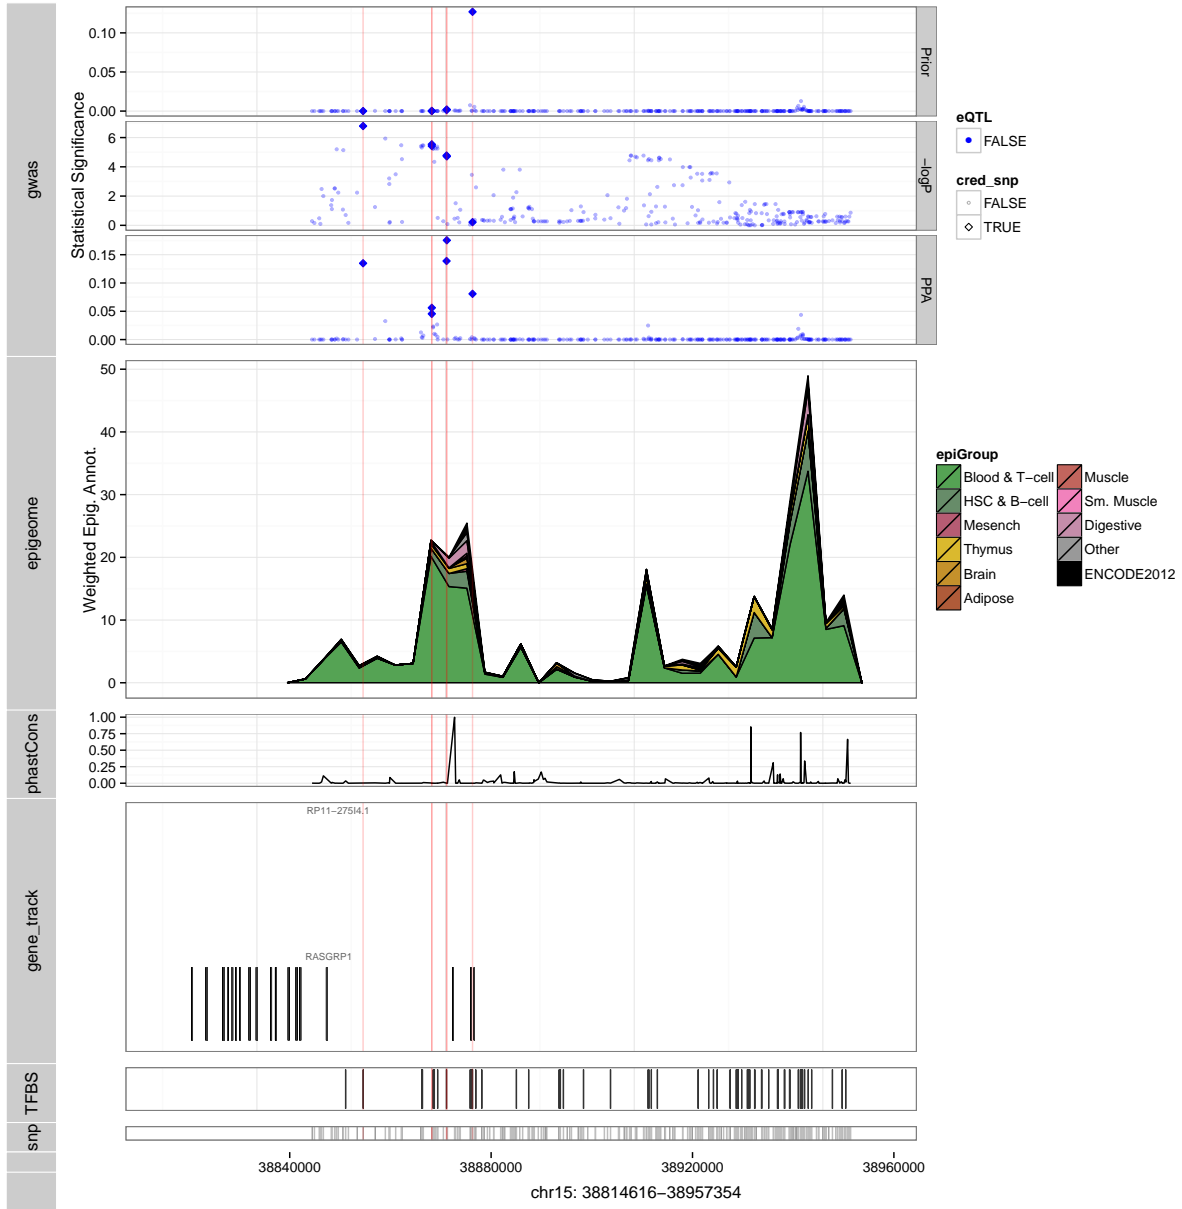 gwas
Statistical Significance
0.10
0.05
0.00
Prior
6
4
2
0
−logP
0.15
0.10
0.05
0.00
PPA
eQTL
FALSE
cred_snp
FALSE
TRUE
epigeome
Weighted Epig. Annot.
50
40
30
20
10
0
epiGroup
Blood & T−cell
HSC & B−cell
Mesench
Thymus
Brain
Adipose
Muscle
Sm. Muscle
Digestive
Other
ENCODE2012
phastCons
1.00
0.75
0.50
0.25
0.00
gene_track
RP11−275I4.1
RASGRP1
TFBS
snp
38840000 38880000 38920000 38960000
chr15: 38814616−38957354